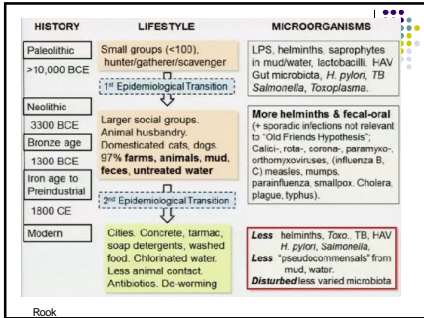 HISTORY
LIFESTYLE
MICROORGANISMS
Paleolithic
>10,000 BCE
Small groups (<100),
hunter/gatherer/scavenger
LPS, helminths, saprophytes
in mud/water, lactobacilli. HAV
Gut microbiota, H. pylori, TB
Salmonella, Toxoplasma.
1st Epidemiological Transition
Neolithic
3300 BCE
Bronze age
1300 BCE
Iron age to
Preindustrial
1800 CE
Larger social groups.
Animal husbandry.
Domesticated cats, dogs.
97% farms, animals, mud,
feces, untreated water
More helminths & fecal-oral
(+ sporadic infections not relevant
to "Old Friends Hypothesis";
Calici-, rota-, corona-, paramyxo-,
orthomyxoviruses, (influenza B,
C) measles, mumps,
parainfluenza, smallpox. Cholera,
plague, typhus).
2nd Epidemiological Transition
Modern
Cities. Concrete, tarmac,
soap detergents, washed
food. Chlorinated water.
Less animal contact.
Antibiotics. De-worming
Less helminths, Toxo., TB, HAV
H. pylori, Salmonella,
Less "pseudocommensals" from
mud, water.
Disturbed less varied microbiota
Rook